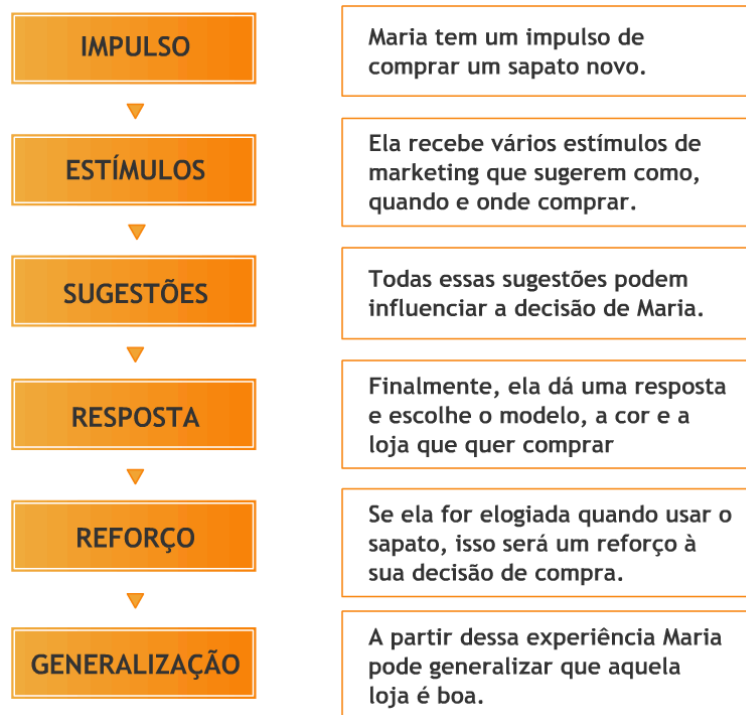 IMPULSO
Maria tem um impulso de
comprar um sapato novo.
ESTÍMULOS
Ela recebe vários estímulos de
marketing que sugerem como,
quando e onde comprar.
SUGESTÕES
Todas essas sugestões podem
influenciar a decisão de Maria.
RESPOSTA
Finalmente, ela dá uma resposta
e escolhe o modelo, a cor e a
loja que quer comprar
REFORÇO
Se ela for elogiada quando usar o
sapato, isso será um reforço à
sua decisão de compra.
GENERALIZAÇÃO
A partir dessa experiência Maria
pode generalizar que aquela
loja é boa.